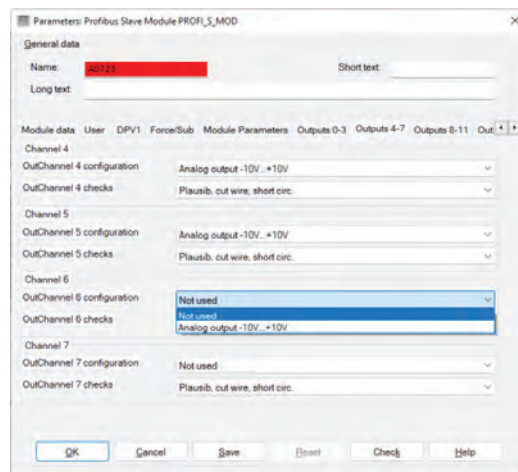 Parameters: Profibus Slave Module PROFI_S_MOD
General data
Name: AO723 Short text:
Long text:
Module data User DPV1 Force/Sub Module Parameters Outputs 0-3 Outputs 4-7 Outputs 8-11 Out
Channel 4
OutChannel 4 configuration Analog output -10V...+10V
OutChannel 4 checks Plausib, cut wire, short circ.
Channel 5
OutChannel 5 configuration Analog output -10V...+10V
OutChannel 5 checks Plausib, cut wire, short circ.
Channel 6
OutChannel 6 configuration Not used
Not used
OutChannel 6 checks Analog output -10V...+10V
Channel 7
OutChannel 7 configuration Not used
OutChannel 7 checks Plausib, cut wire, short circ.
OK Cancel Save Reset Check Help